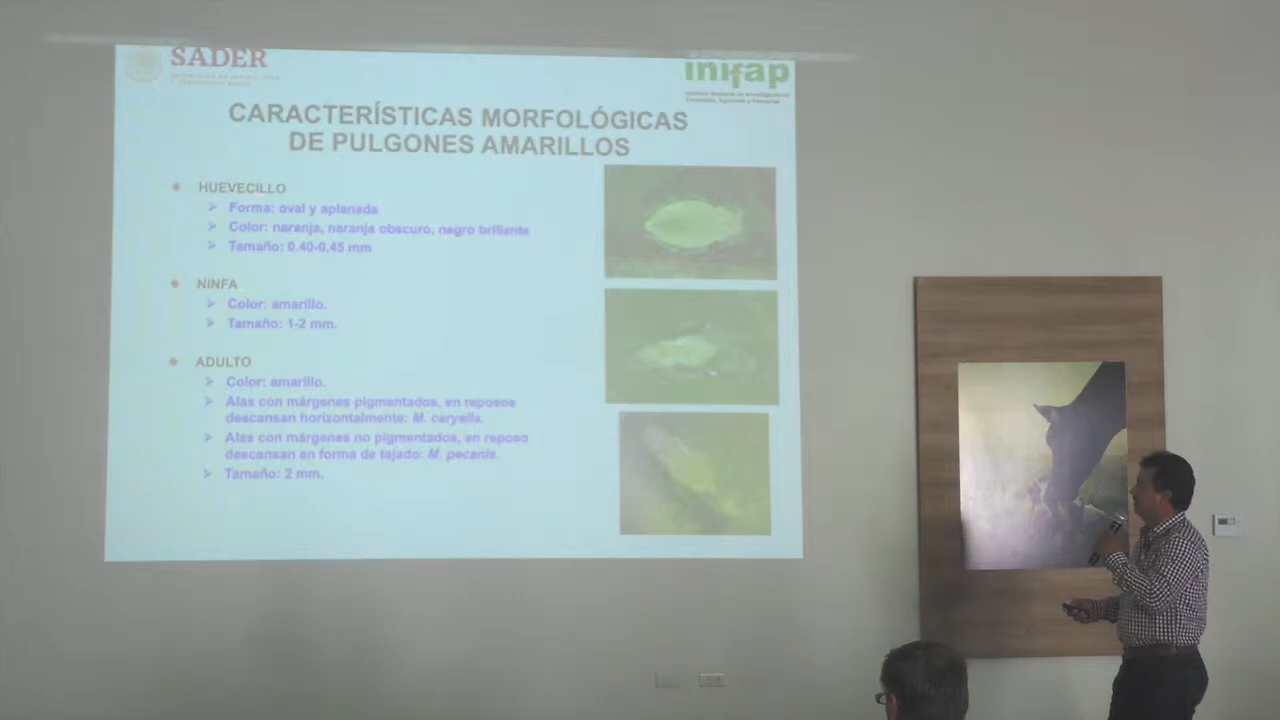 SADER
inifap
CARACTERÍSTICAS MORFOLÓGICAS
DE PULGONES AMARILLOS
HUEVECILLO
Forma: oval y aplanada
Color: naranja, naranja obscuro, negro brillante
Tamaño: 0.40-0.45 mm
NINFA
Color: amarillo.
Tamaño: 1-2 mm.
ADULTO
Color: amarillo.
Alas con márgenes pigmentados, en reposos
descansan horizontalmente: M. caryella.
Alas con márganes no pigmentados, en reposo
descansan en forma de tejado: M. pecanis.
Tamaño: 2 mm.